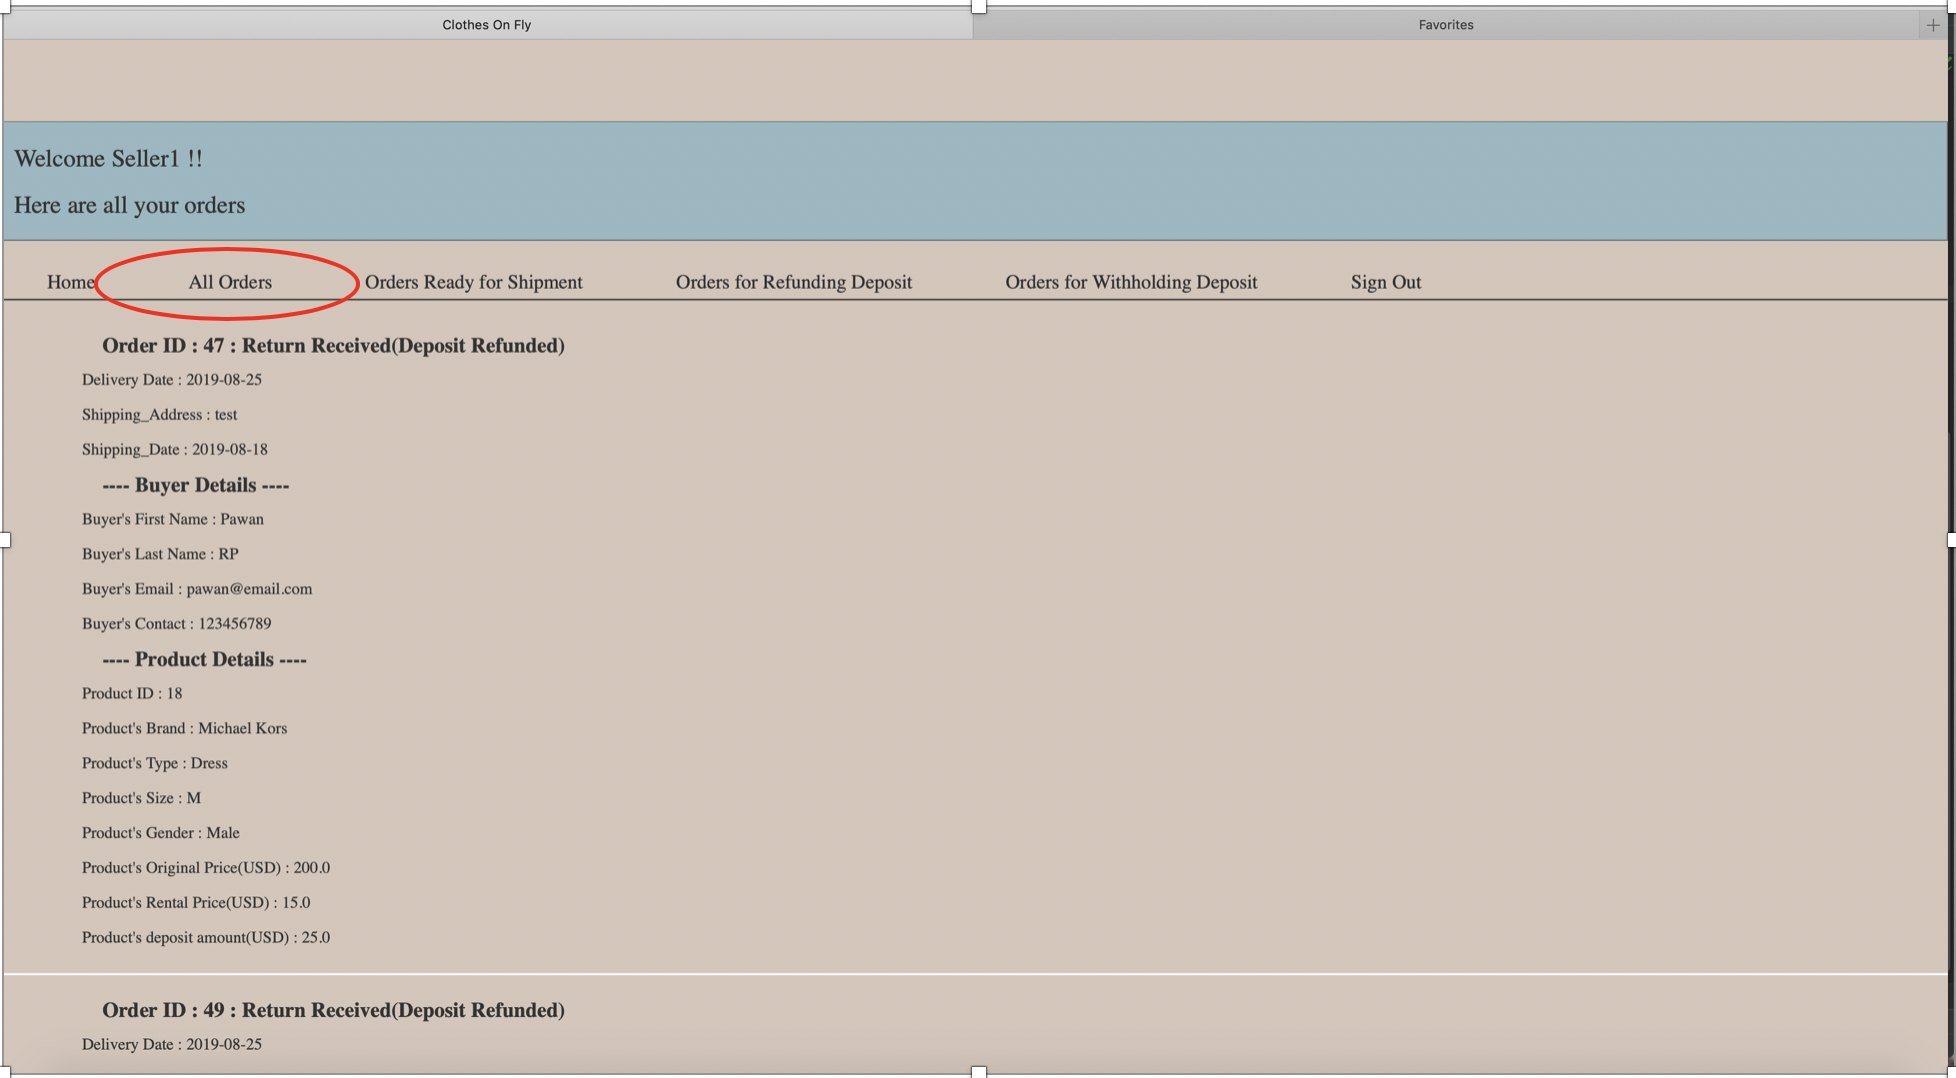 Clothes On Fly Favorites +
Welcome Seller1 !!
Here are all your orders
Home All Orders Orders Ready for Shipment Orders for Refunding Deposit Orders for Withholding Deposit Sign Out
Order ID : 47 : Return Received(Deposit Refunded)
Delivery Date : 2019-08-25
Shipping_Address : test
Shipping_Date : 2019-08-18
---- Buyer Details ----
Buyer's First Name : Pawan
Buyer's Last Name : RP
Buyer's Email : pawan@email.com
Buyer's Contact : 123456789
---- Product Details ----
Product ID : 18
Product's Brand : Michael Kors
Product's Type : Dress
Product's Size : M
Product's Gender : Male
Product's Original Price(USD) : 200.0
Product's Rental Price(USD) : 15.0
Product's deposit amount(USD) : 25.0
Order ID : 49 : Return Received(Deposit Refunded)
Delivery Date : 2019-08-25